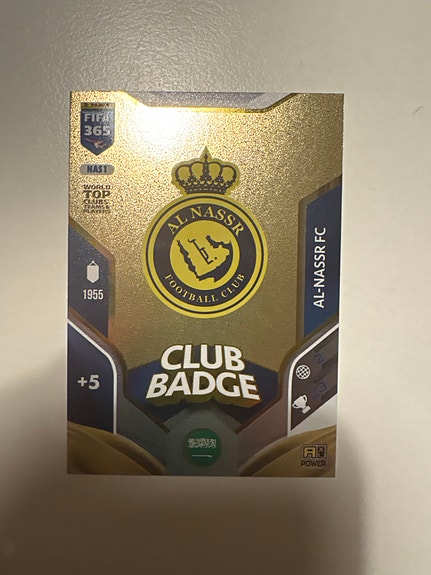 PANINI
FIFA
365
NAS1
WORLD
TOP
CLUBS,
TEAMS &
PLAYERS
1955
+5
AL NASSR
FOOTBALL CLUB
CLUB
BADGE
AL-NASSR FC
POWER